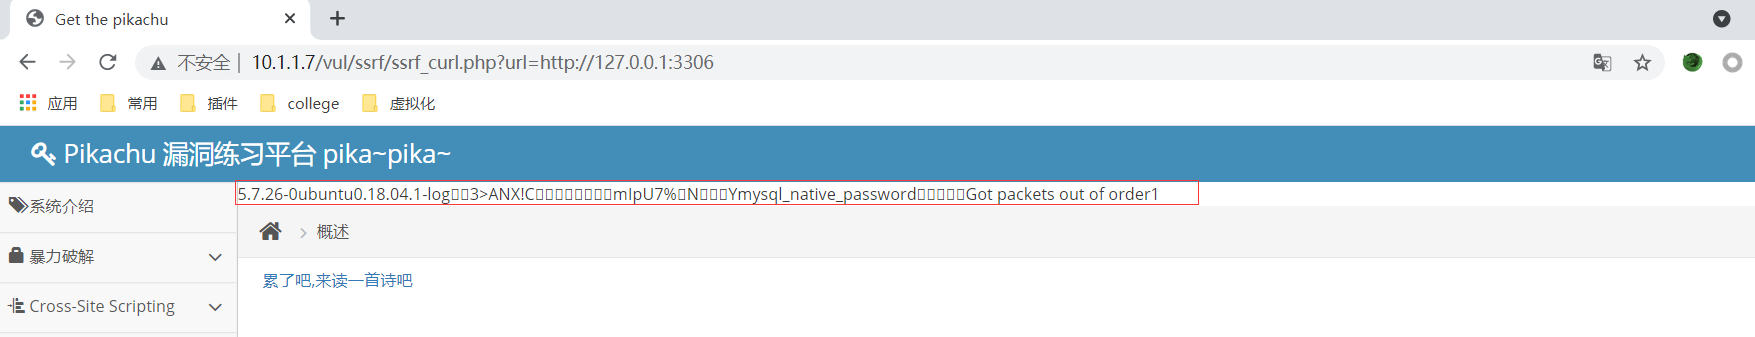 Get the pikachu
不安全 | 10.1.1.7/vul/ssrf/ssrf_curl.php?url=http://127.0.0.1:3306
应用 常用 插件 college 虚拟化
Pikachu 漏洞练习平台 pika~pika~
系统介绍
5.7.26-0ubuntu0.18.04.1-log▯▯3>ANX!C▯▯▯▯▯▯▯▯mIpU7%▯N▯▯▯Ymysql_native_password▯▯▯▯▯Got packets out of order1
概述
暴力破解
累了吧,来读一首诗吧
Cross-Site Scripting